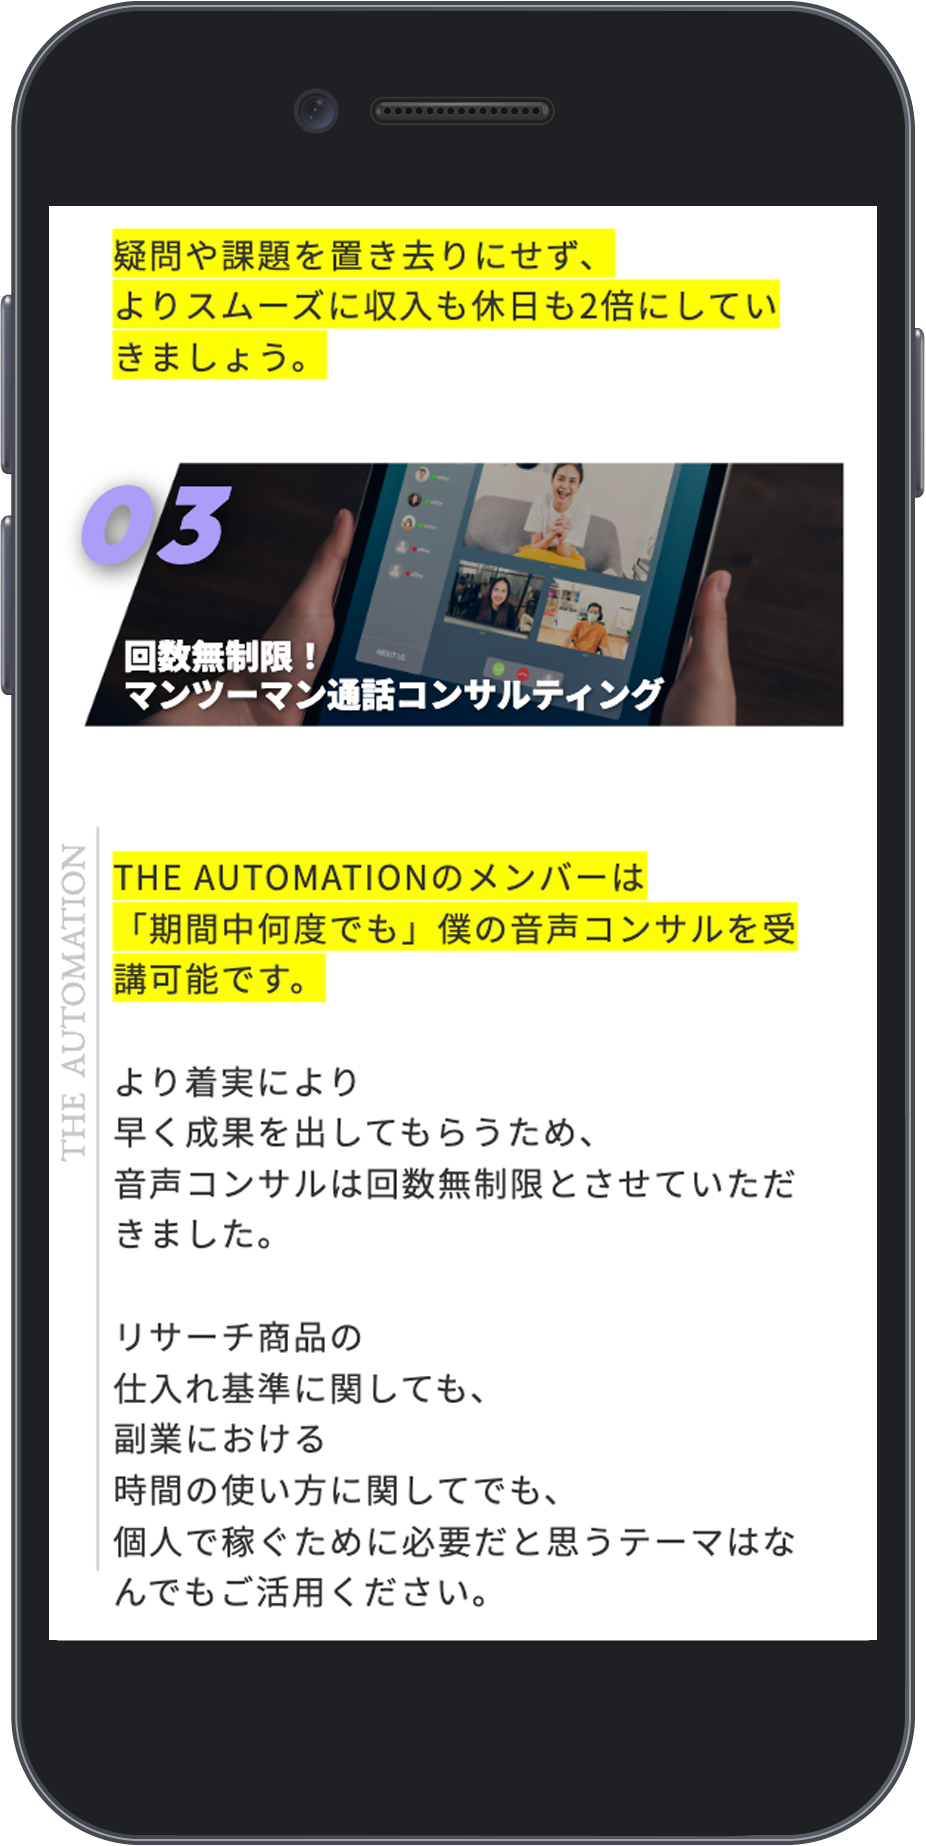 疑問や課題を置き去りにせず、
よりスムーズに収入も休日も2倍にしてい
きましょう。
03
ABOUT US
回数無制限！
マンツーマン通話コンサルティング
THE AUTOMATION
THE AUTOMATIONのメンバーは
「期間中何度でも」僕の音声コンサルを受
講可能です。
より着実により
早く成果を出してもらうため、
音声コンサルは回数無制限とさせていただ
きました。
リサーチ商品の
仕入れ基準に関しても、
副業における
時間の使い方に関してでも、
個人で稼ぐために必要だと思うテーマはな
んでもご活用ください。